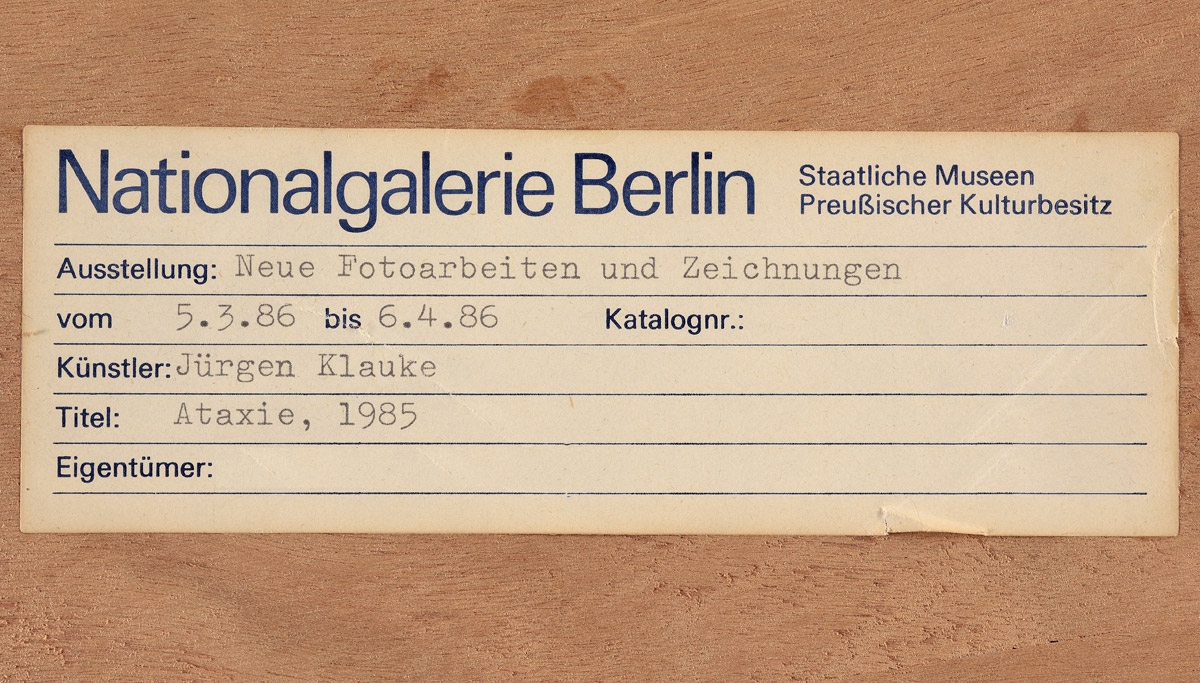 Nationalgalerie Berlin
Staatliche Museen
Preußischer Kulturbesitz
Ausstellung: Neue Fotoarbeiten und Zeichnungen
vom 5.3.86 bis 6.4.86 Katalognr.:
Künstler: Jürgen Klauke
Titel: Ataxie, 1985
Eigentümer: